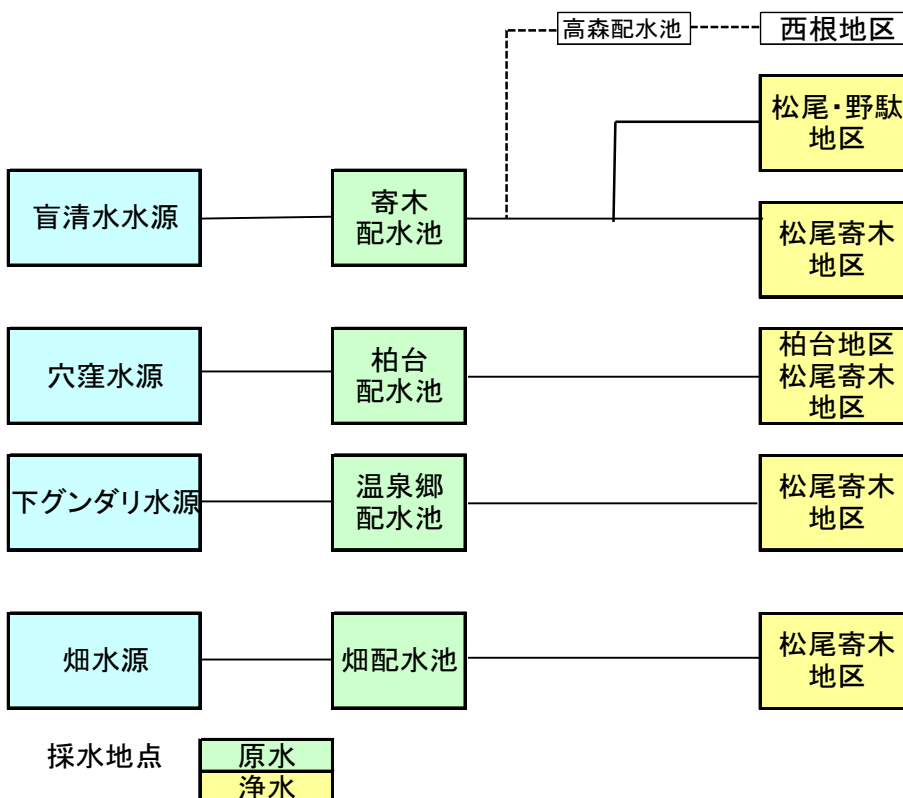 高森配水池
西根地区
松尾・野駄
地区
盲清水水源
寄木
配水池
松尾寄木
地区
穴窪水源
柏台
配水池
柏台地区
松尾寄木
地区
下グンダリ水源
温泉郷
配水池
松尾寄木
地区
畑水源
畑配水池
松尾寄木
地区
採水地点
原水
浄水